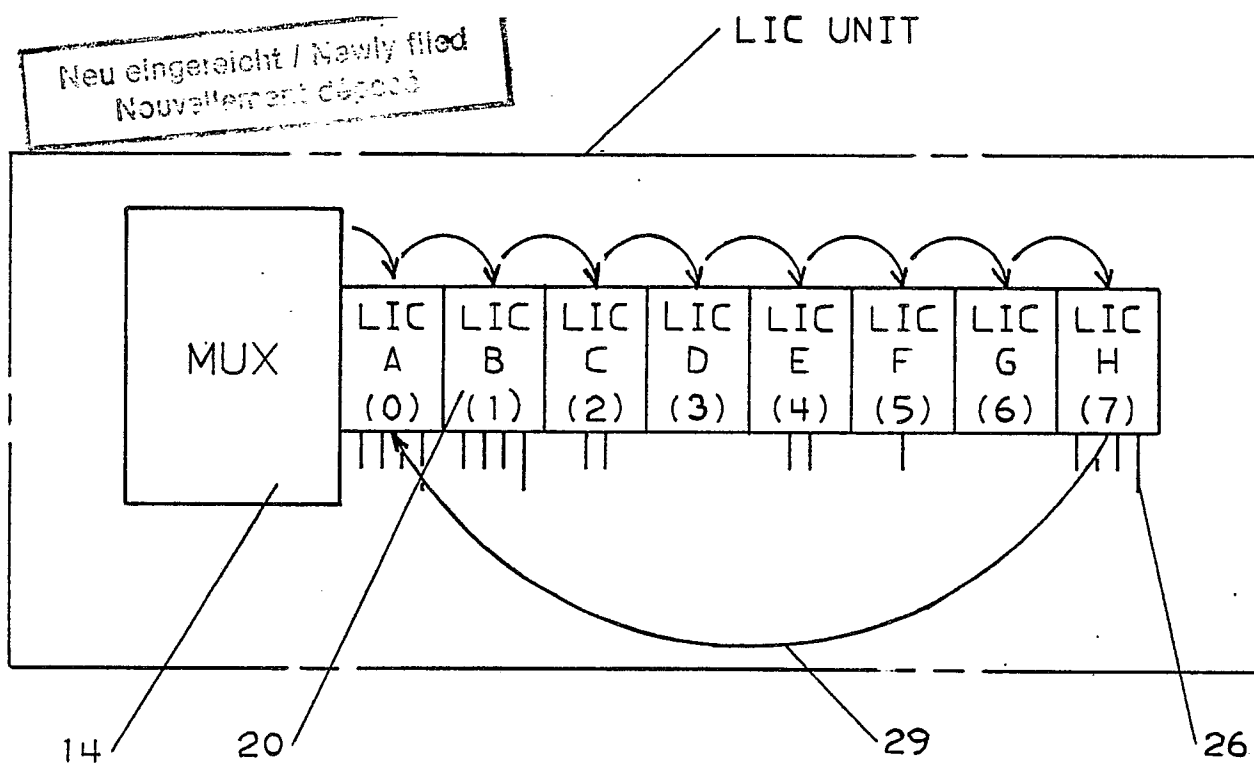 LIC UNIT
Neu eingereicht / Newly filed
Nouvellement déposé
MUX
LIC A (0)
LIC B (1)
LIC C (2)
LIC D (3)
LIC E (4)
LIC F (5)
LIC G (6)
LIC H (7)
14
20
29
26